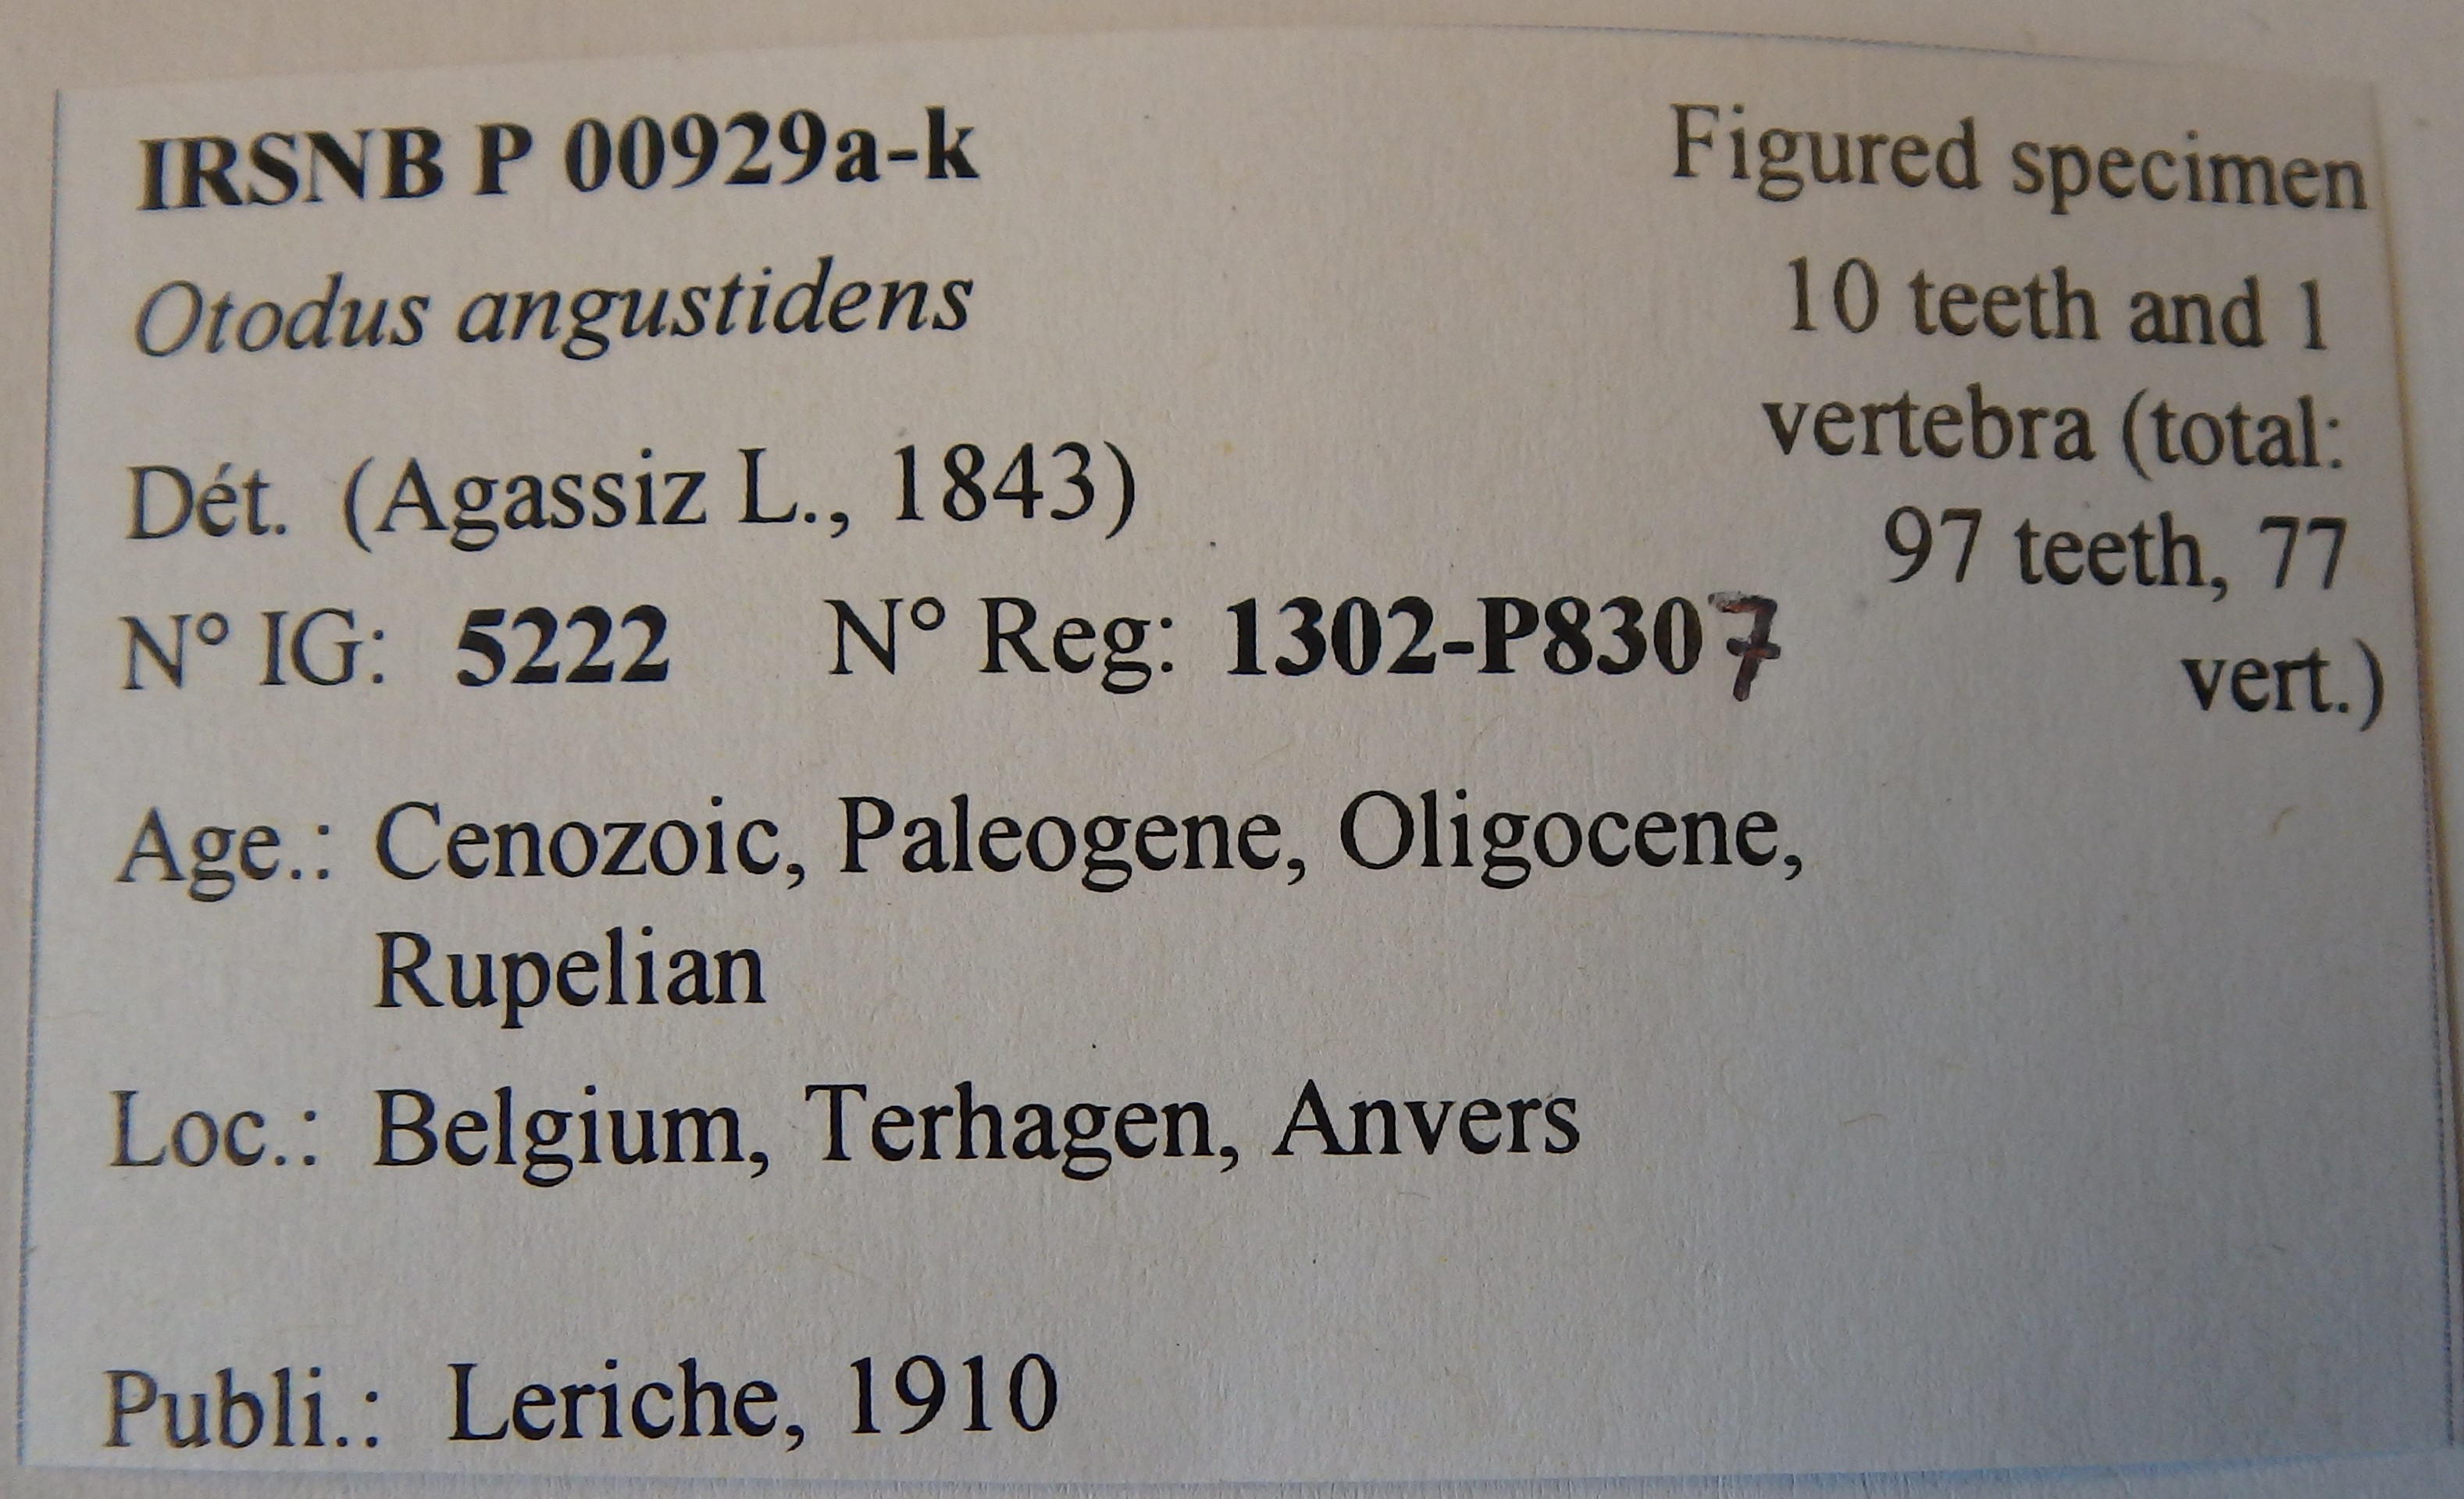 IRSNB P 00929a-k
Figured specimen
Otodus angustidens
10 teeth and 1
vertebra (total:
97 teeth, 77
vert.)
Dét. (Agassiz L., 1843)
N° IG: 5222 N° Reg: 1302-P8307
Age.: Cenozoic, Paleogene, Oligocene,
Rupelian
Loc.: Belgium, Terhagen, Anvers
Publi.: Leriche, 1910